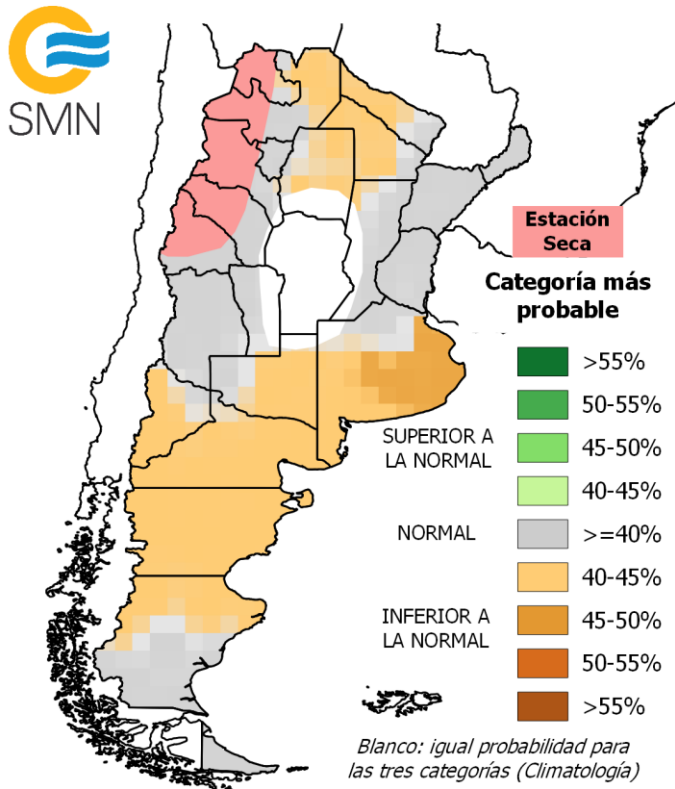 SMN
Estación
Seca
Categoría más
probable
>55%
50-55%
SUPERIOR A
LA NORMAL
45-50%
40-45%
NORMAL
>=40%
40-45%
INFERIOR A
LA NORMAL
45-50%
50-55%
>55%
Blanco: igual probabilidad para
las tres categorías (Climatología)